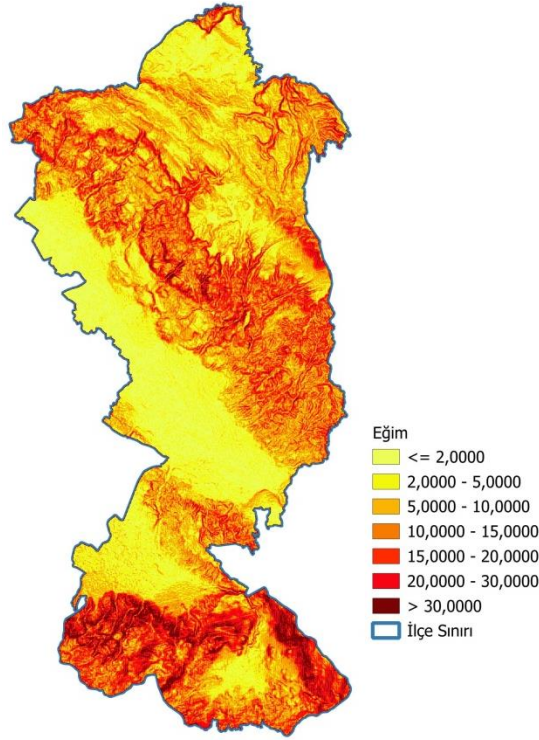 Eğim
<= 2,0000
2,0000 - 5,0000
5,0000 - 10,0000
10,0000 - 15,0000
15,0000 - 20,0000
20,0000 - 30,0000
> 30,0000
İlçe Sınırı